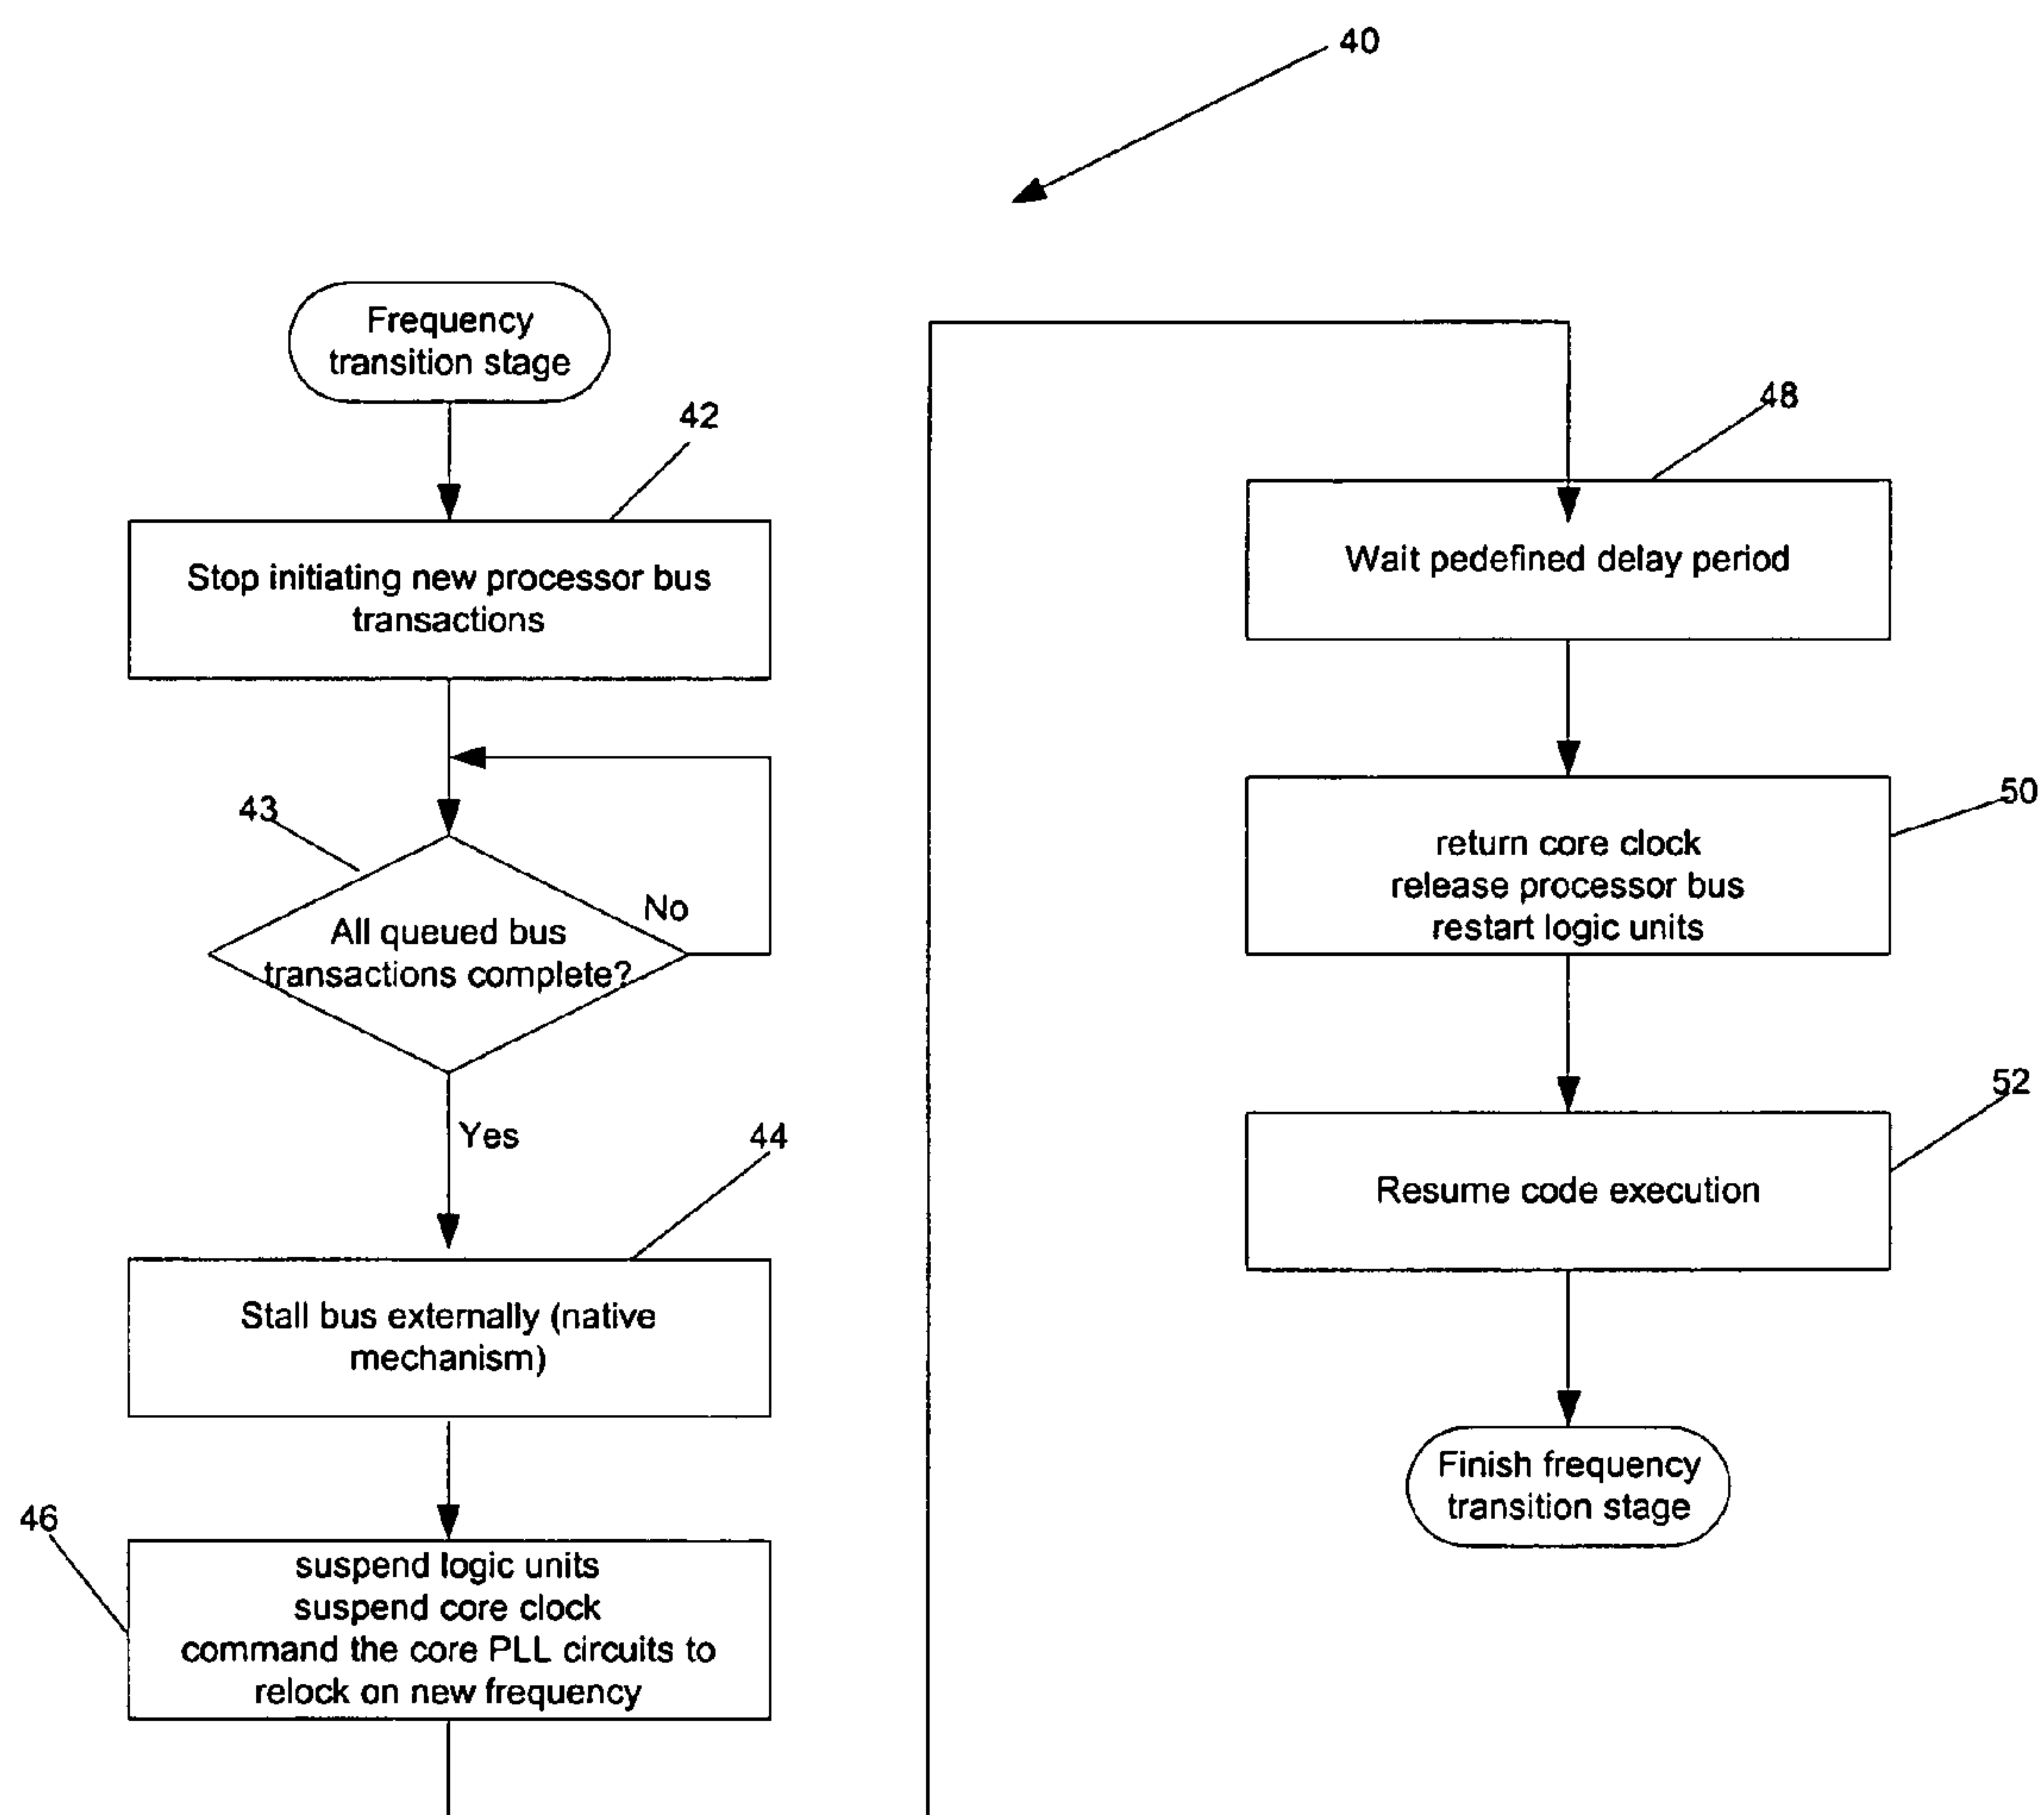 40
Frequency
transition stage
42
Stop initiating new processor bus
transactions
43
All queued bus
transactions complete?
No
Yes
44
Stall bus externally (native
mechanism)
46
suspend logic units
suspend core clock
command the core PLL circuits to
relock on new frequency
48
Wait pedefined delay period
50
return core clock
release processor bus
restart logic units
52
Resume code execution
Finish frequency
transition stage